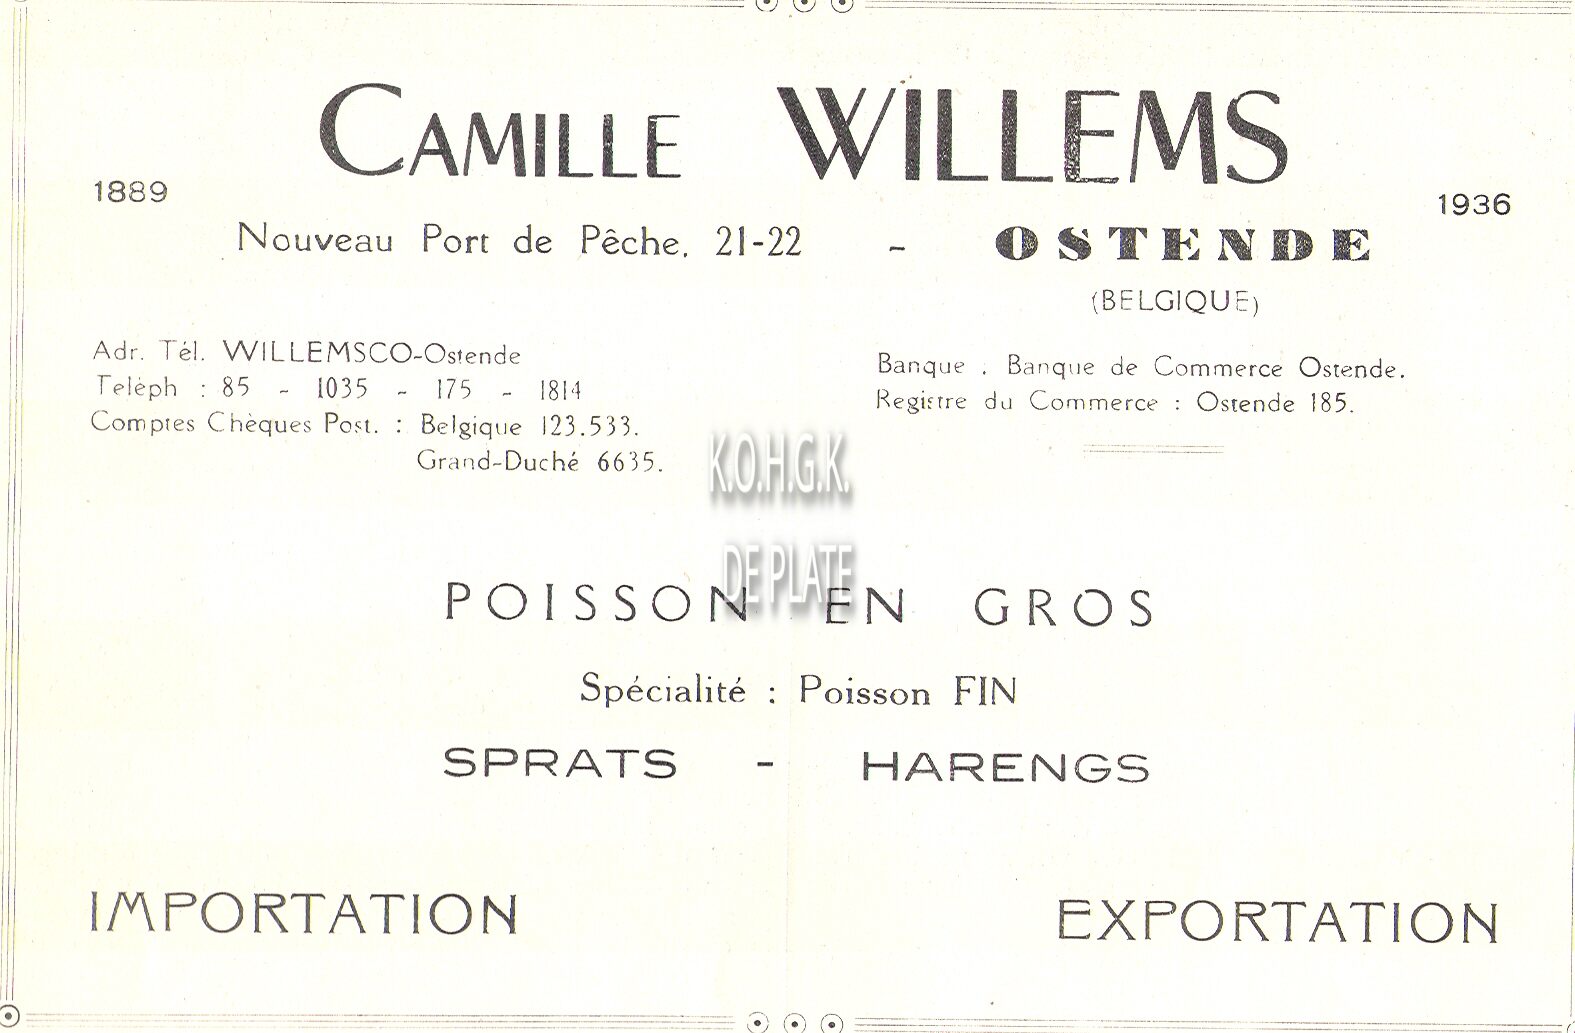 CAMILLE WILLEMS
1889
1936
Nouveau Port de Pêche, 21-22 - OSTENDE
(BELGIQUE)
Adr. Tél. WILLEMSCO-Ostende
Teléph : 85 - 1035 - 175 - 1814
Comptes Chèques Post. : Belgique 123.533.
Grand-Duché 6635.
Banque . Banque de Commerce Ostende.
Registre du Commerce : Ostende 185.
K.O.H.G.K.
DE PLATE
POISSON EN GROS
Spécialité : Poisson FIN
SPRATS - HARENGS
IMPORTATION EXPORTATION